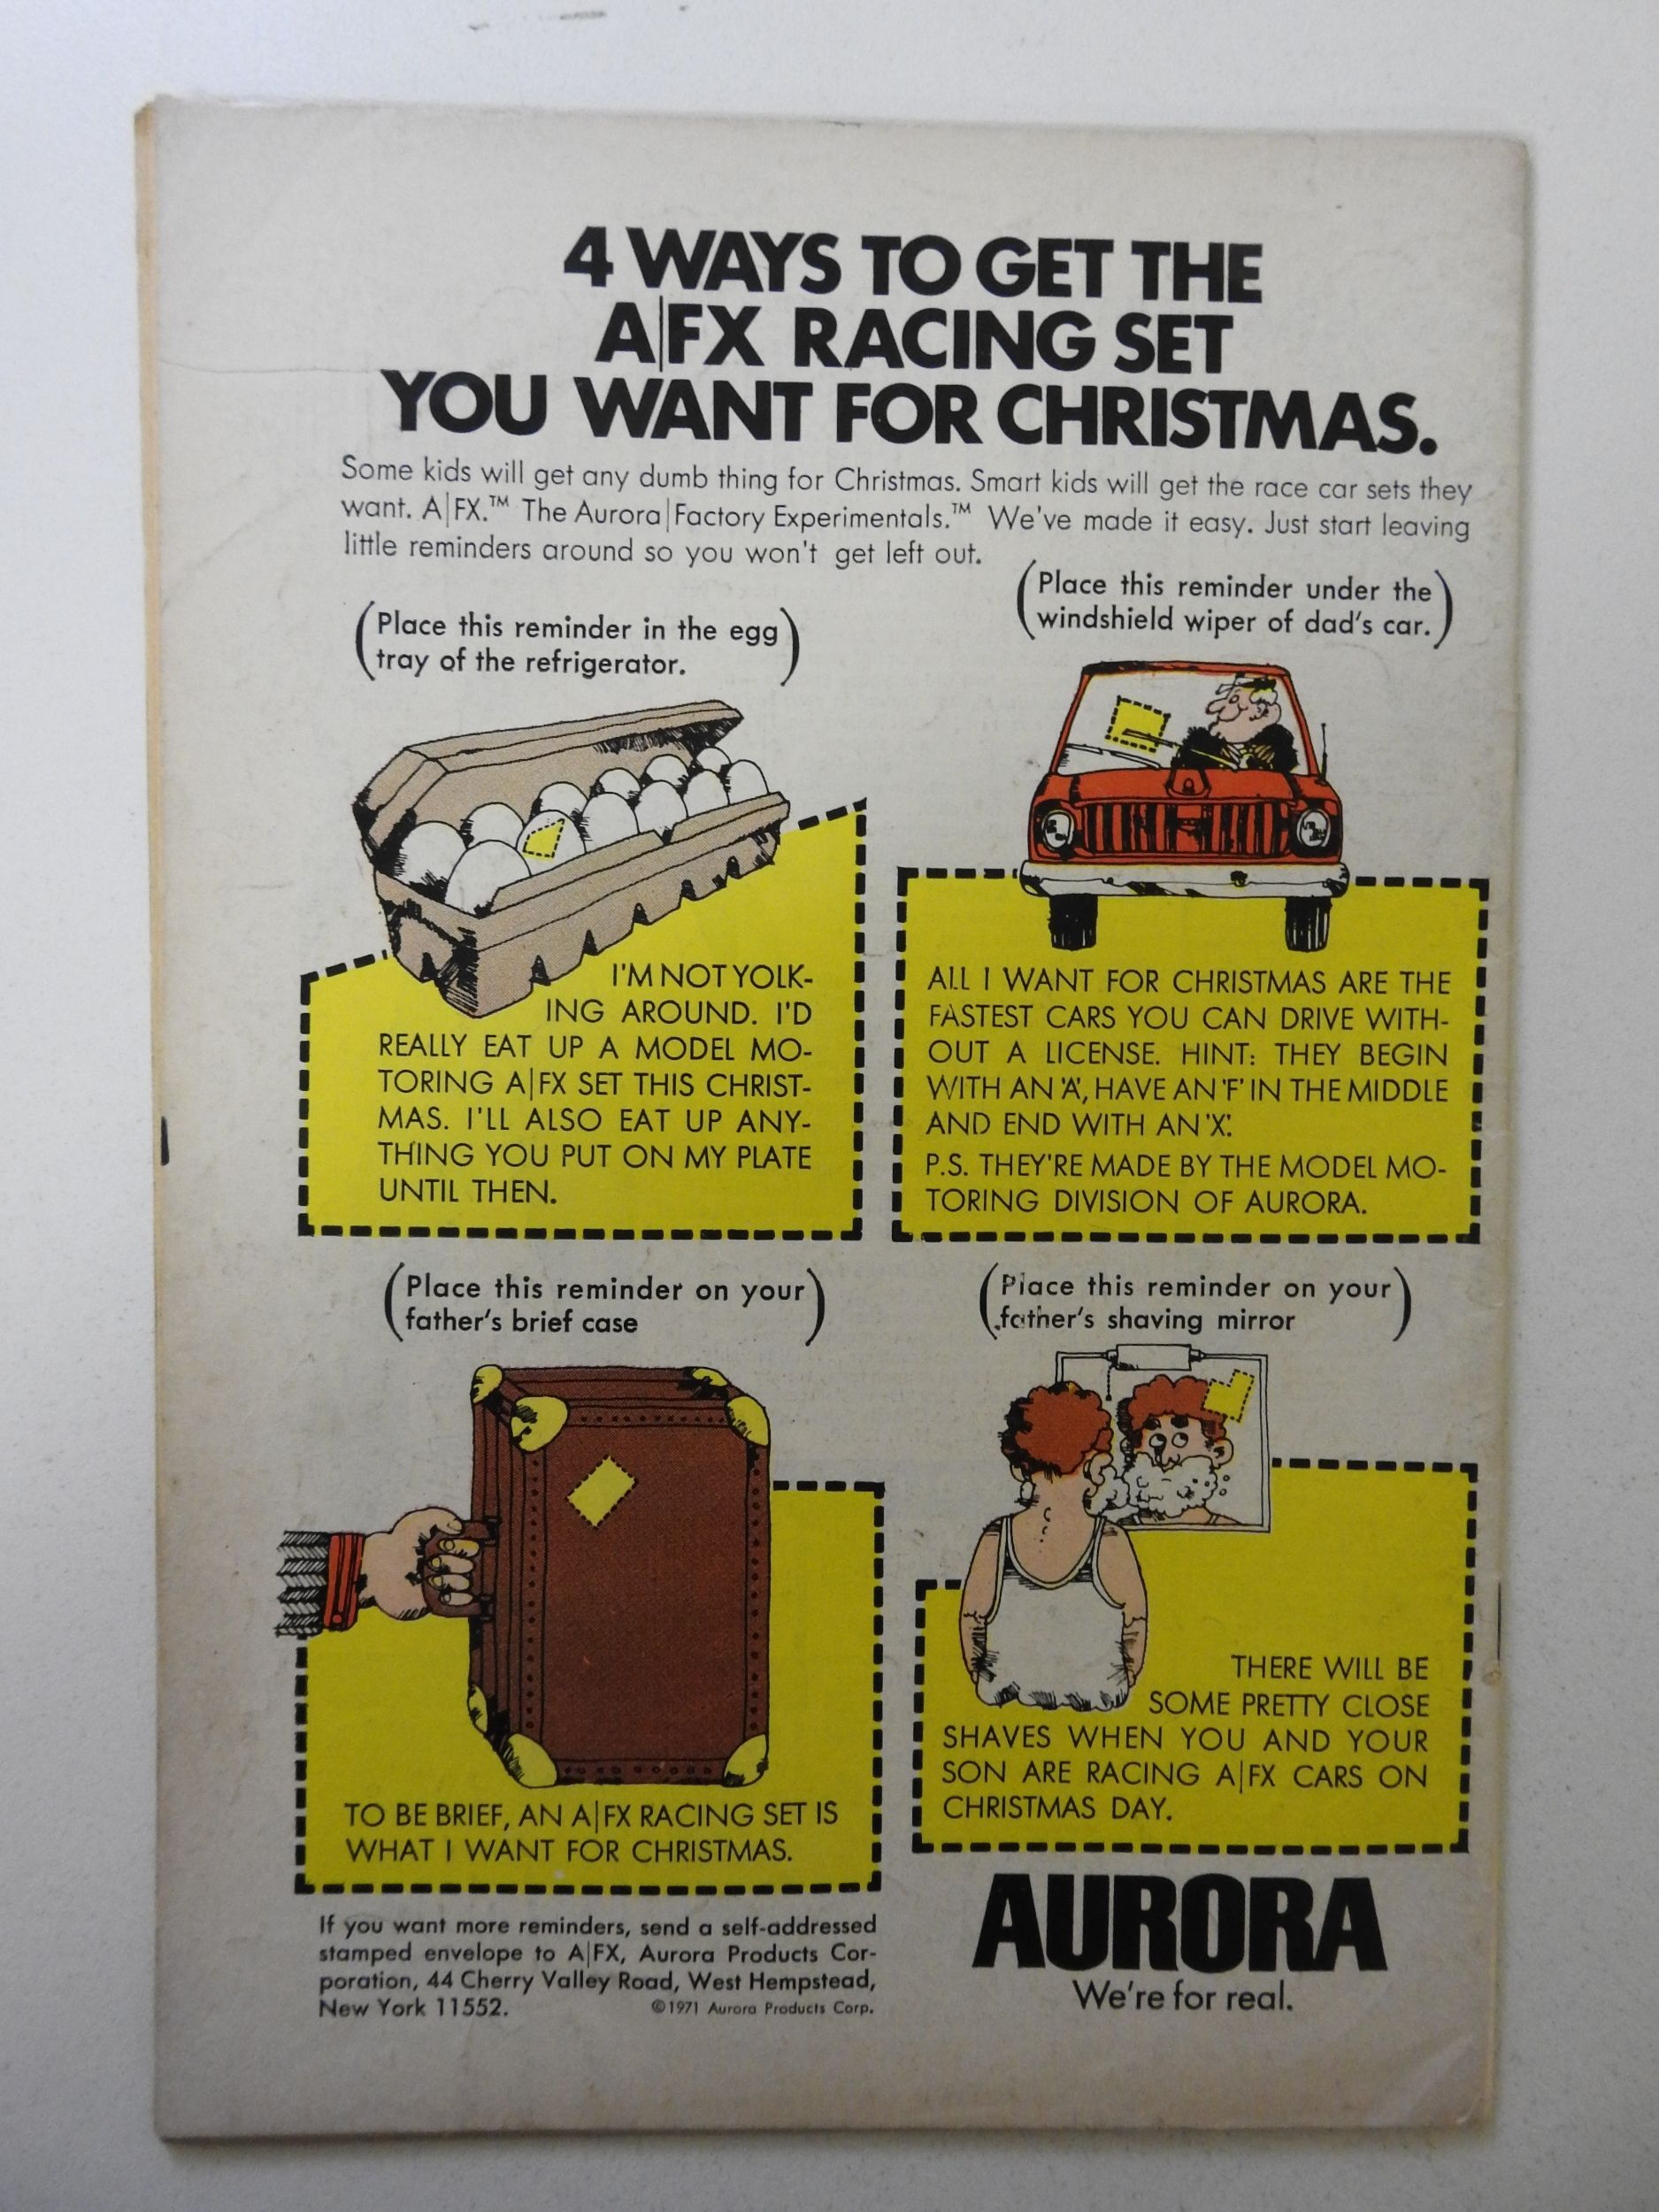 4 WAYS TO GET THE
A|FX RACING SET
YOU WANT FOR CHRISTMAS.
Some kids will get any dumb thing for Christmas. Smart kids will get the race car sets they
want. A|FX.™ The Aurora|Factory Experimentals.™ We've made it easy. Just start leaving
little reminders around so you won't get left out.
(Place this reminder in the egg
tray of the refrigerator.)
(Place this reminder under the
windshield wiper of dad's car.)
I'M NOT YOLK-
ING AROUND. I'D
REALLY EAT UP A MODEL MO-
TORING A|FX SET THIS CHRIST-
MAS. I'LL ALSO EAT UP ANY-
THING YOU PUT ON MY PLATE
UNTIL THEN.
ALL I WANT FOR CHRISTMAS ARE THE
FASTEST CARS YOU CAN DRIVE WITH-
OUT A LICENSE. HINT: THEY BEGIN
WITH AN 'A', HAVE AN 'F' IN THE MIDDLE
AND END WITH AN 'X'.
P.S. THEY'RE MADE BY THE MODEL MO-
TORING DIVISION OF AURORA.
(Place this reminder on your
father's brief case)
(Place this reminder on your
father's shaving mirror)
TO BE BRIEF, AN A|FX RACING SET IS
WHAT I WANT FOR CHRISTMAS.
THERE WILL BE
SOME PRETTY CLOSE
SHAVES WHEN YOU AND YOUR
SON ARE RACING A|FX CARS ON
CHRISTMAS DAY.
If you want more reminders, send a self-addressed
stamped envelope to A|FX, Aurora Products Cor-
poration, 44 Cherry Valley Road, West Hempstead,
New York 11552. ©1971 Aurora Products Corp.
AURORA
We're for real.